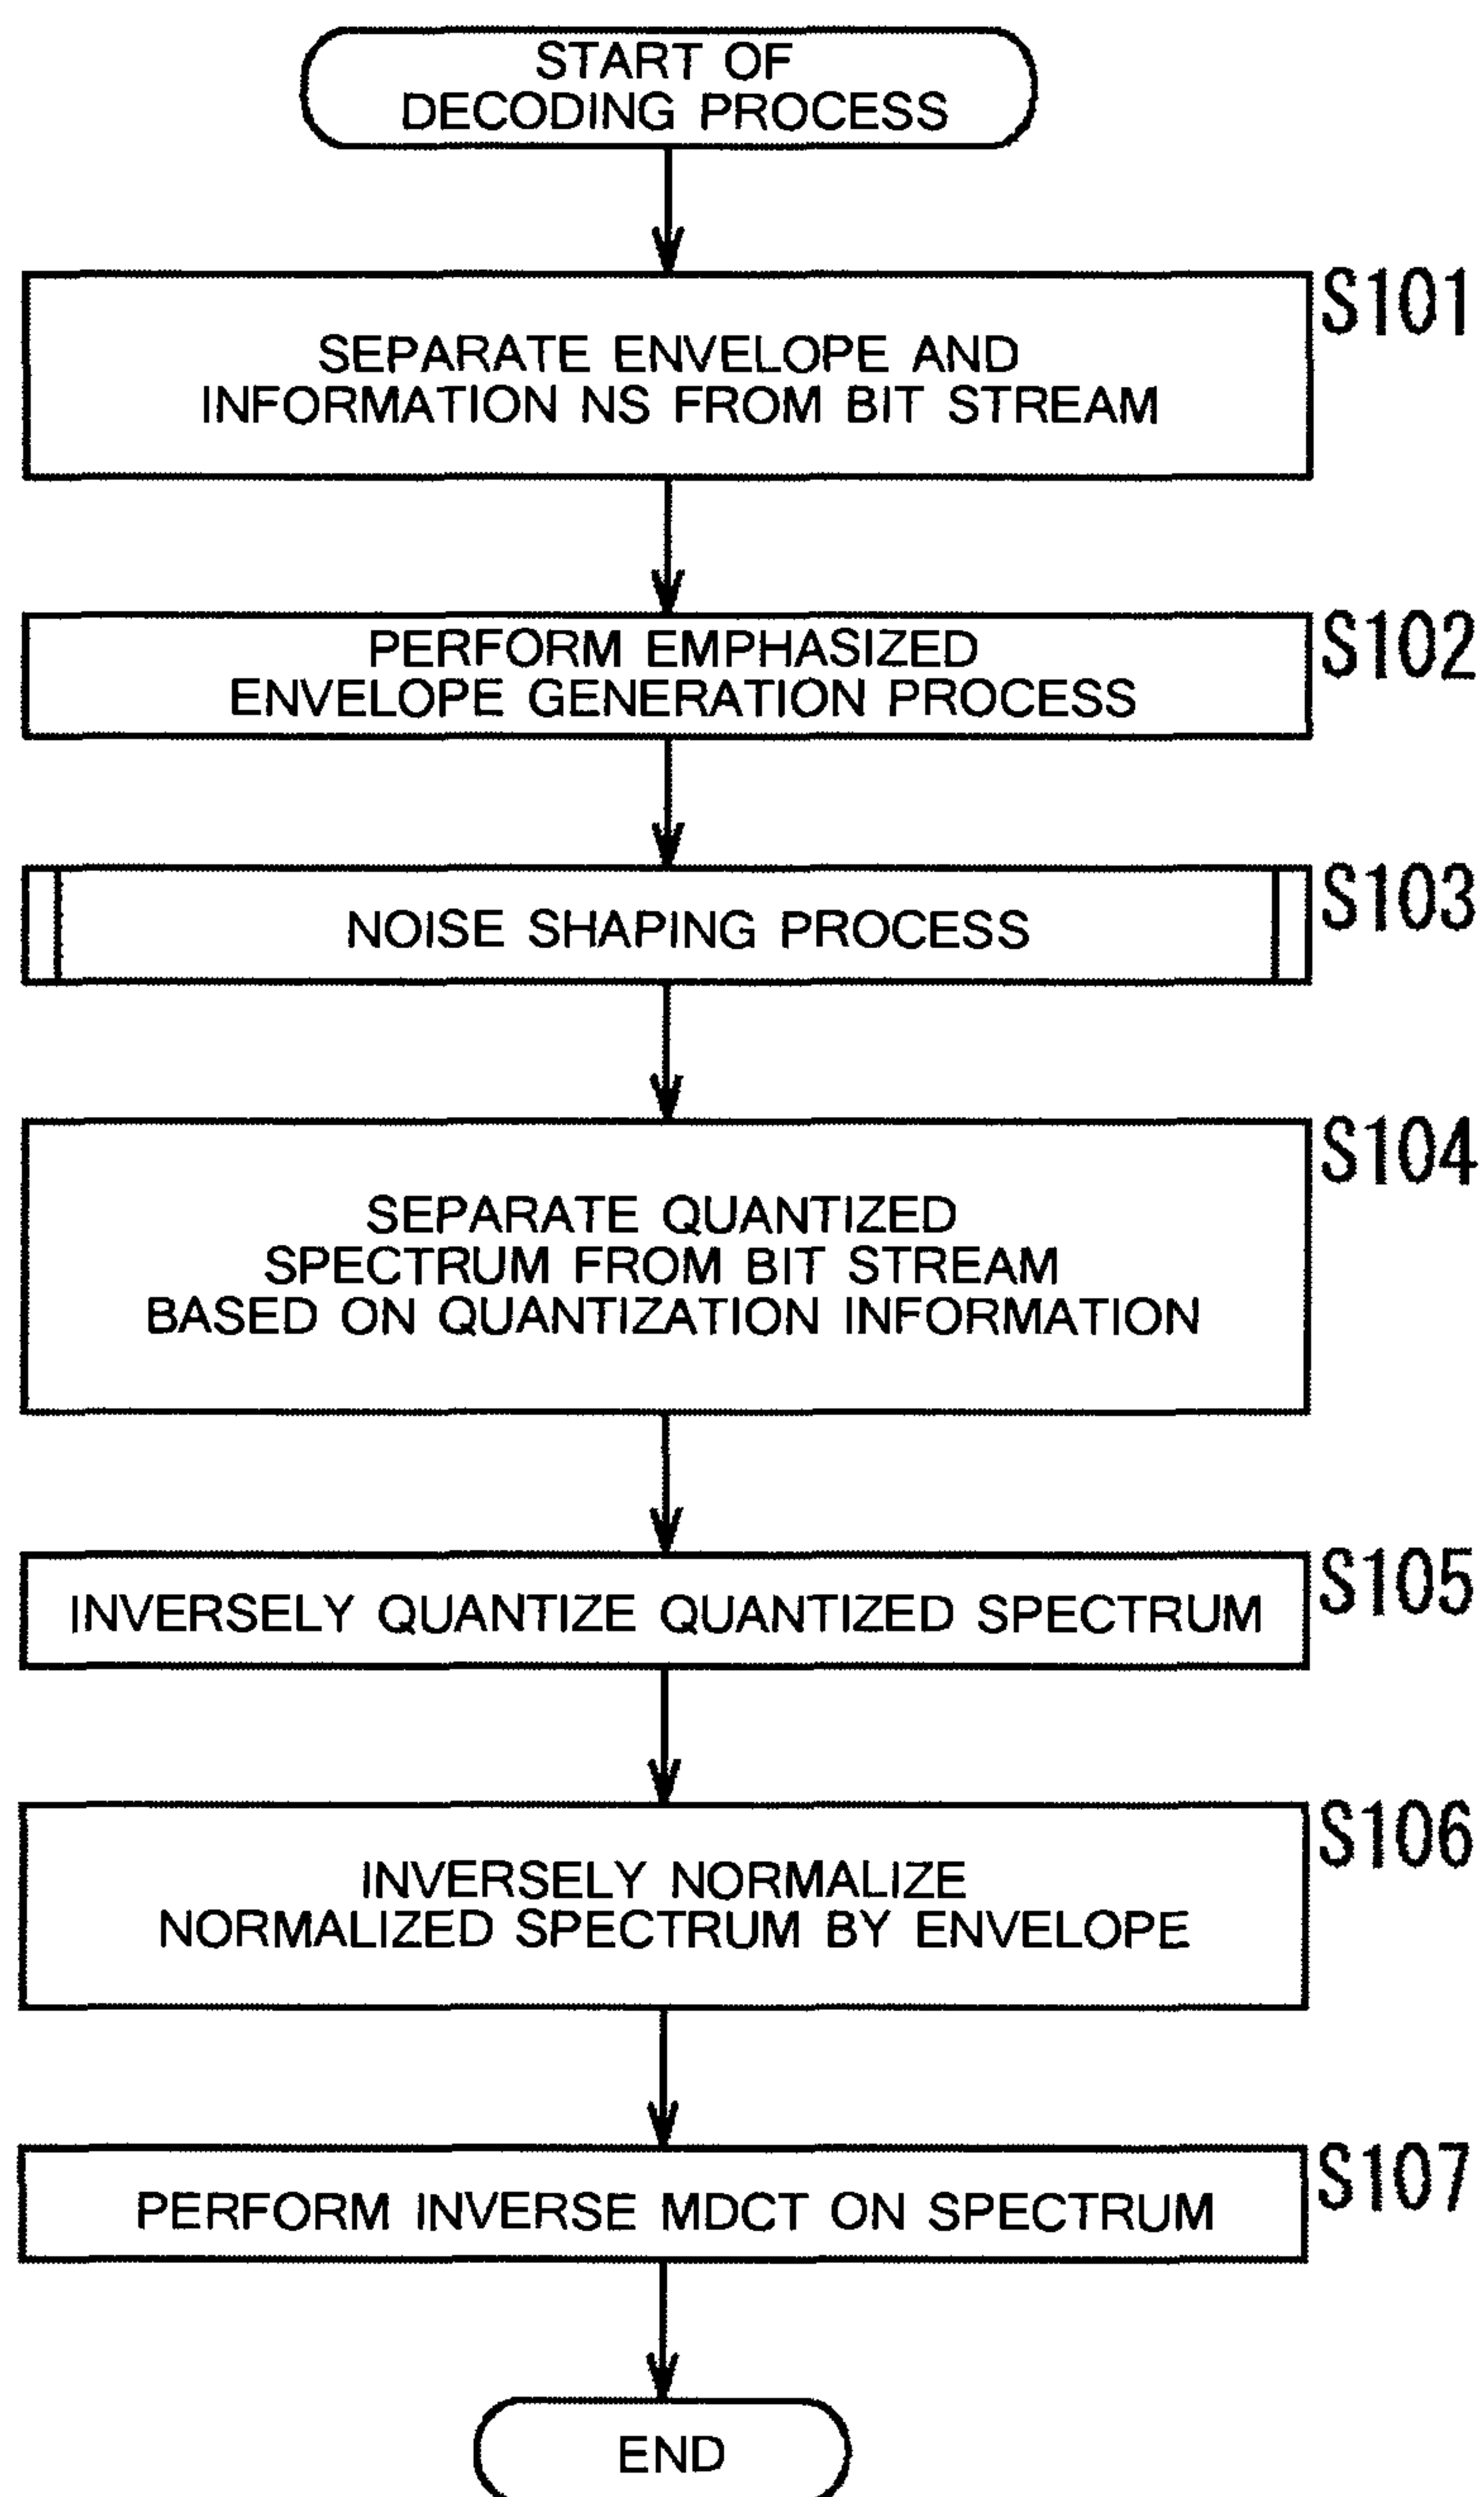 START OF
DECODING PROCESS
S101
SEPARATE ENVELOPE AND
INFORMATION NS FROM BIT STREAM
S102
PERFORM EMPHASIZED
ENVELOPE GENERATION PROCESS
S103
NOISE SHAPING PROCESS
S104
SEPARATE QUANTIZED
SPECTRUM FROM BIT STREAM
BASED ON QUANTIZATION INFORMATION
S105
INVERSELY QUANTIZE QUANTIZED SPECTRUM
S106
INVERSELY NORMALIZE
NORMALIZED SPECTRUM BY ENVELOPE
S107
PERFORM INVERSE MDCT ON SPECTRUM
END